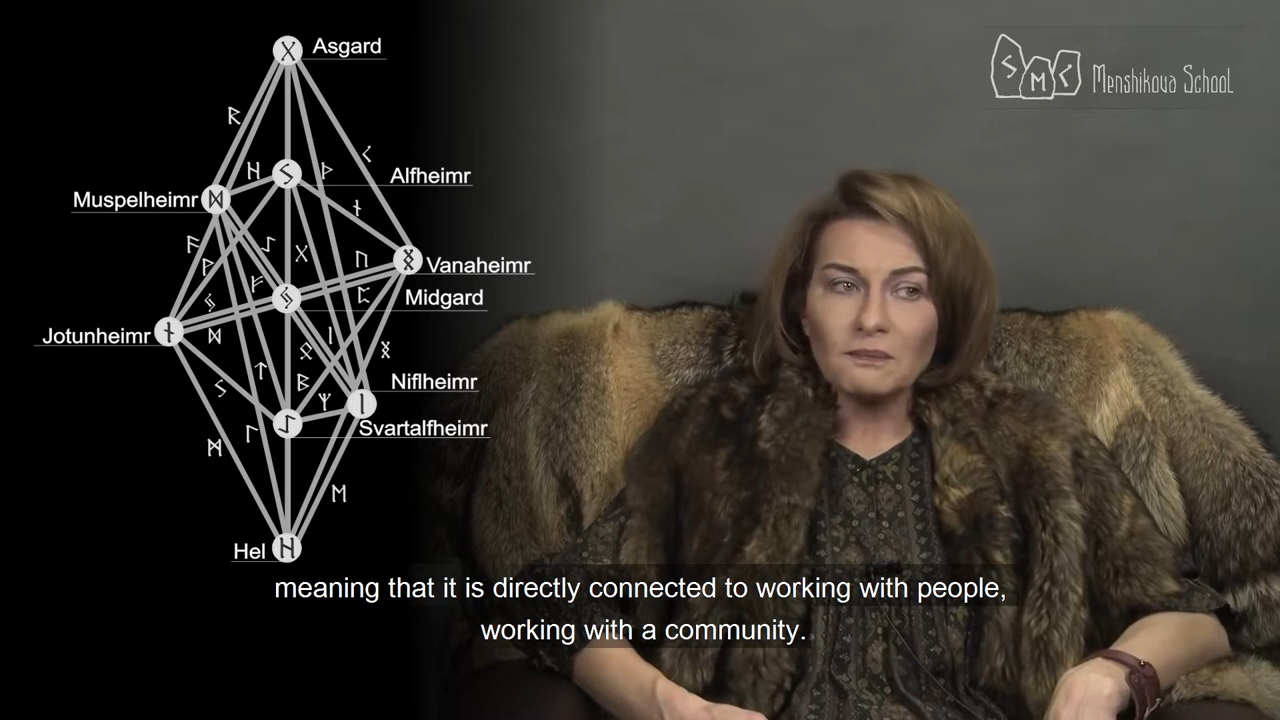 Asgard
Alfheimr
Muspelheimr
Vanaheimr
Midgard
Jotunheimr
Niflheimr
Svartalfheimr
Hel
Menshikova School
meaning that it is directly connected to working with people,
working with a community.